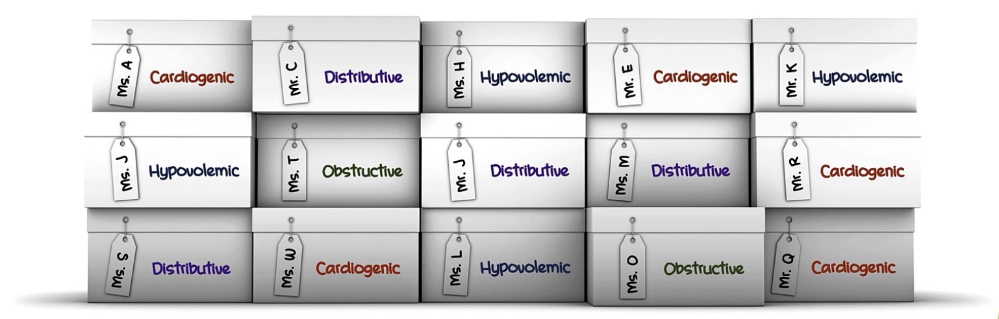 Ms. A Cardiogenic
Mr. C Distributive
Ms. H Hypovolemic
Mr. E Cardiogenic
Mr. K Hypovolemic
Ms. J Hypovolemic
Ms. T Obstructive
Mr. J Distributive
Ms. M Distributive
Mr. R Cardiogenic
Ms. S Distributive
Ms. W Cardiogenic
Ms. L Hypovolemic
Ms. O Obstructive
Mr. Q Cardiogenic